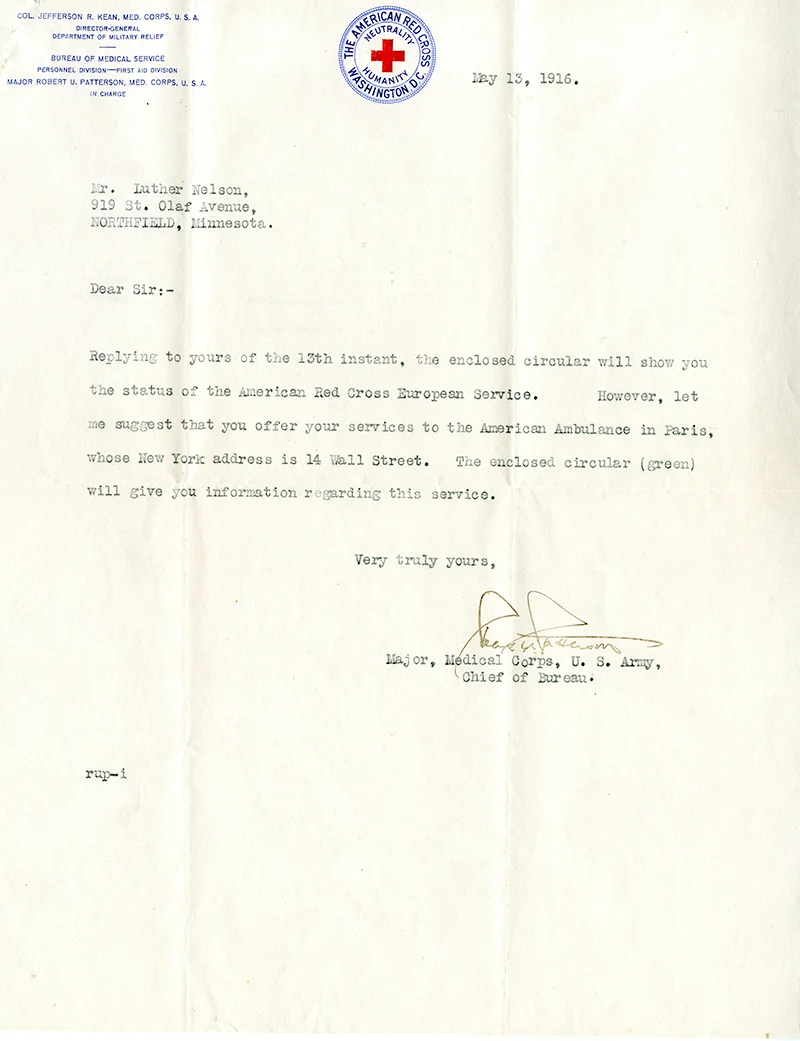 COL. JEFFERSON R. KEAN, MED. CORPS, U. S. A.
DIRECTOR-GENERAL
DEPARTMENT OF MILITARY RELIEF
BUREAU OF MEDICAL SERVICE
PERSONNEL DIVISION—FIRST AID DIVISION
MAJOR ROBERT U. PATTERSON, MED. CORPS, U. S. A.
IN CHARGE
THE AMERICAN RED CROSS
NEUTRALITY
HUMANITY
WASHINGTON D.C.
May 13, 1916.
Mr. Luther Nelson,
919 St. Olaf Avenue,
NORTHFIELD, Minnesota.
Dear Sir:-
Replying to yours of the 13th instant, the enclosed circular will show you
the status of the American Red Cross European Service. However, let
me suggest that you offer your services to the American Ambulance in Paris,
whose New York address is 14 Wall Street. The enclosed circular (green)
will give you information regarding this service.
Very truly yours,
Robt U. Patterson
Major, Medical Corps, U. S. Army,
Chief of Bureau.
rup-i